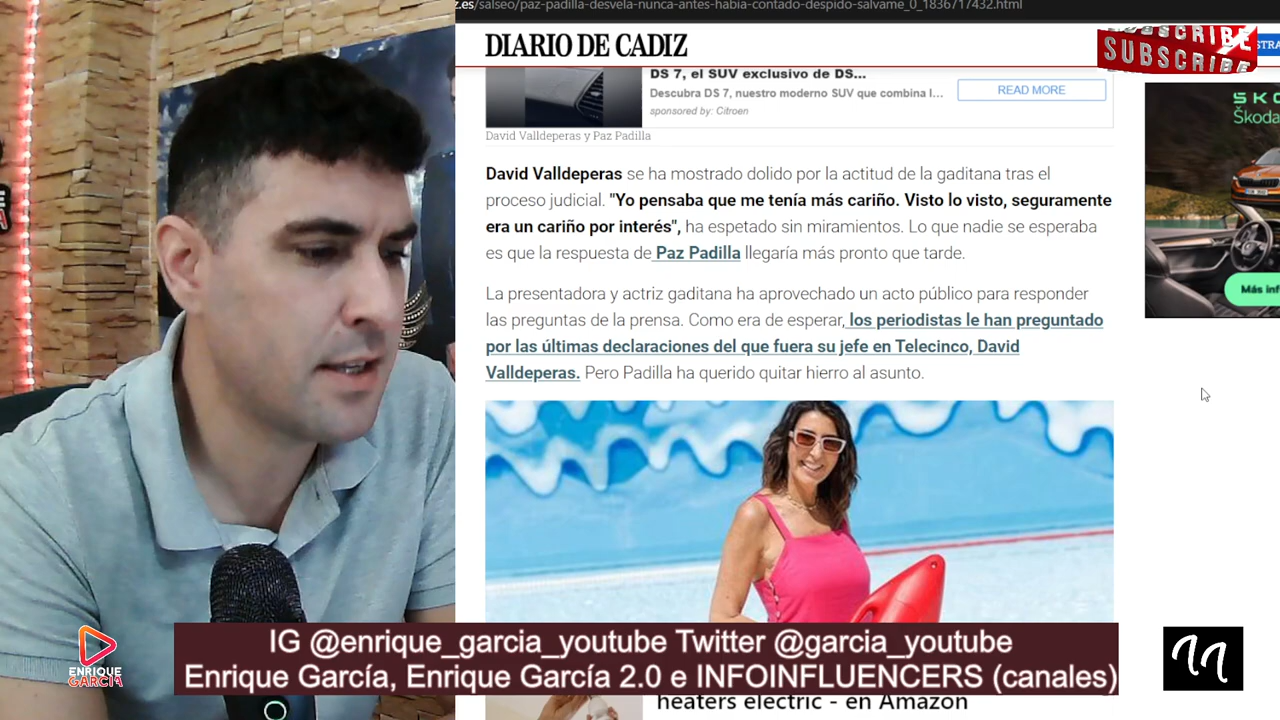 z.es/salseo/paz-padilla-desvela-nunca-antes-habia-contado-despido-salvame_0_1836717432.html
DIARIO DE CADIZ
SUBSCRIBE
SUBSCRIBE
STRA
DS 7, el SUV exclusivo de DS...
Descubra DS 7, nuestro moderno SUV que combina l...
sponsored by: Citroen
READ MORE
David Valldeperas y Paz Padilla
SKO
Škoda
Más inf
David Valldeperas se ha mostrado dolido por la actitud de la gaditana tras el
proceso judicial. "Yo pensaba que me tenía más cariño. Visto lo visto, seguramente
era un cariño por interés", ha espetado sin miramientos. Lo que nadie se esperaba
es que la respuesta de Paz Padilla llegaría más pronto que tarde.
La presentadora y actriz gaditana ha aprovechado un acto público para responder
las preguntas de la prensa. Como era de esperar, los periodistas le han preguntado
por las últimas declaraciones del que fuera su jefe en Telecinco, David
Valldeperas. Pero Padilla ha querido quitar hierro al asunto.
IG @enrique_garcia_youtube Twitter @garcia_youtube
Enrique García, Enrique García 2.0 e INFOINFLUENCERS (canales)
ENRIQUE
GARCÍA
heaters electric - en Amazon